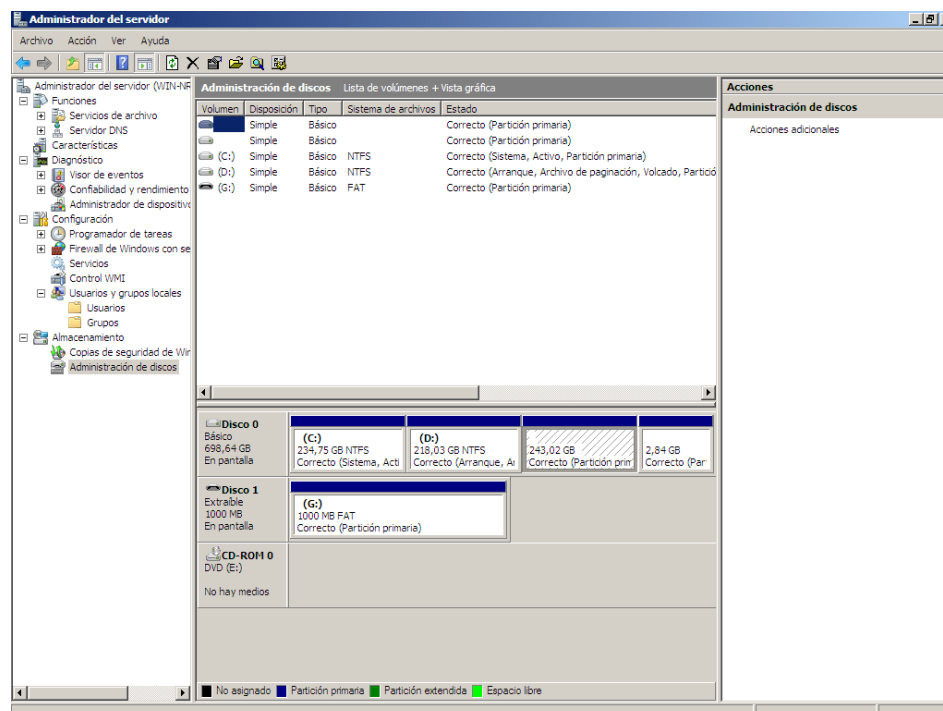 Administrador del servidor
Archivo Acción Ver Ayuda
Administrador del servidor (WIN-NF
Funciones
Servicios de archivo
Servidor DNS
Características
Diagnóstico
Visor de eventos
Confiabilidad y rendimiento
Administrador de dispositivo
Configuración
Programador de tareas
Firewall de Windows con se
Servicios
Control WMI
Usuarios y grupos locales
Usuarios
Grupos
Almacenamiento
Copias de seguridad de Wir
Administración de discos
Administración de discos Lista de volúmenes + Vista gráfica
Volumen Disposición Tipo Sistema de archivos Estado
Simple Básico Correcto (Partición primaria)
Simple Básico Correcto (Partición primaria)
(C:) Simple Básico NTFS Correcto (Sistema, Activo, Partición primaria)
(D:) Simple Básico NTFS Correcto (Arranque, Archivo de paginación, Volcado, Partició
(G:) Simple Básico FAT Correcto (Partición primaria)
Disco 0
Básico
698,64 GB
En pantalla
(C:)
234,75 GB NTFS
Correcto (Sistema, Acti
(D:)
218,03 GB NTFS
Correcto (Arranque, Ar
243,02 GB
Correcto (Partición prim
2,84 GB
Correcto (Par
Disco 1
Extraíble
1000 MB
En pantalla
(G:)
1000 MB FAT
Correcto (Partición primaria)
CD-ROM 0
DVD (E:)
No hay medios
No asignado Partición primaria Partición extendida Espacio libre
Acciones
Administración de discos
Acciones adicionales